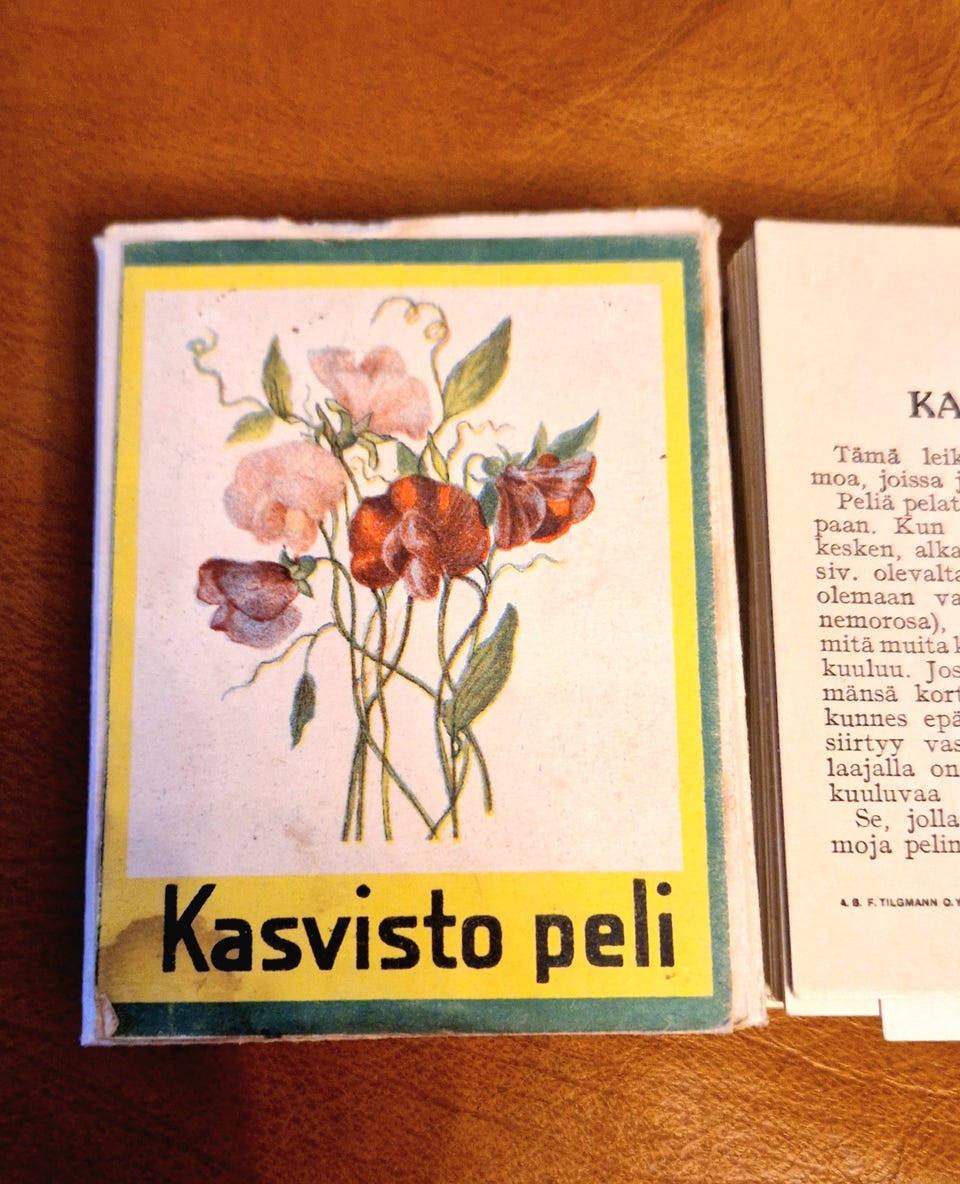 Kasvisto peli
KA
Tämä leik
moa, joissa j
Peliä pelat
paan. Kun
kesken, alka
siv. olevalta
olemaan va
nemorosa),
mitä muita k
kuuluu. Jos
mänsä kort
kunnes epä
siirtyy vas
laajalla on
kuuluvaa
Se, jolla
moja pelin
A. B. F. TILGMANN O. Y